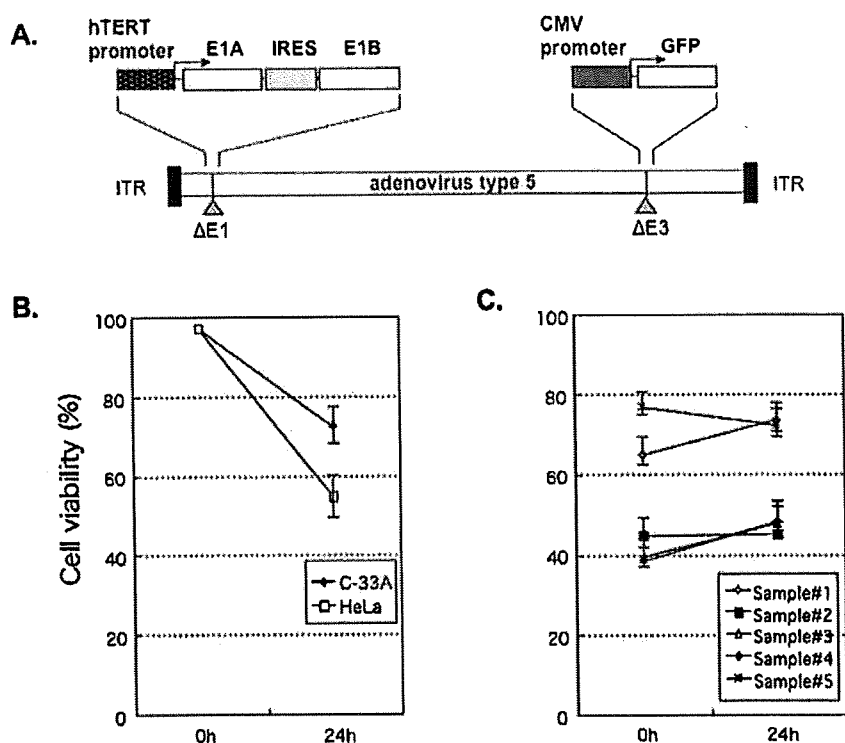 A.
hTERT
promoter
E1A
IRES
E1B
CMV
promoter
GFP
ITR
adenovirus type 5
ITR
ΔE1
ΔE3
B.
C.
Cell viability (%)
100
80
60
40
20
0
0h
24h
C-33A
HeLa
100
80
60
40
20
0
0h
24h
Sample#1
Sample#2
Sample#3
Sample#4
Sample#5